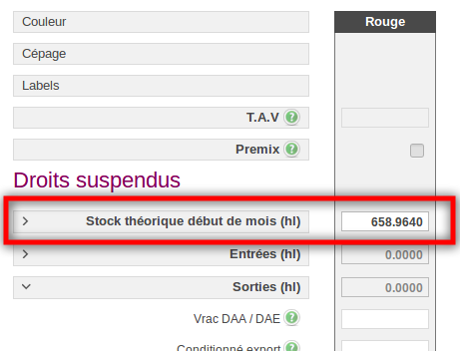 Couleur
Rouge
Cépage
Labels
T.A.V ?
Premix ?
Droits suspendus
Stock théorique début de mois (hl) 658.9640
Entrées (hl) 0.0000
Sorties (hl) 0.0000
Vrac DAA / DAE ?
Conditionné export ?